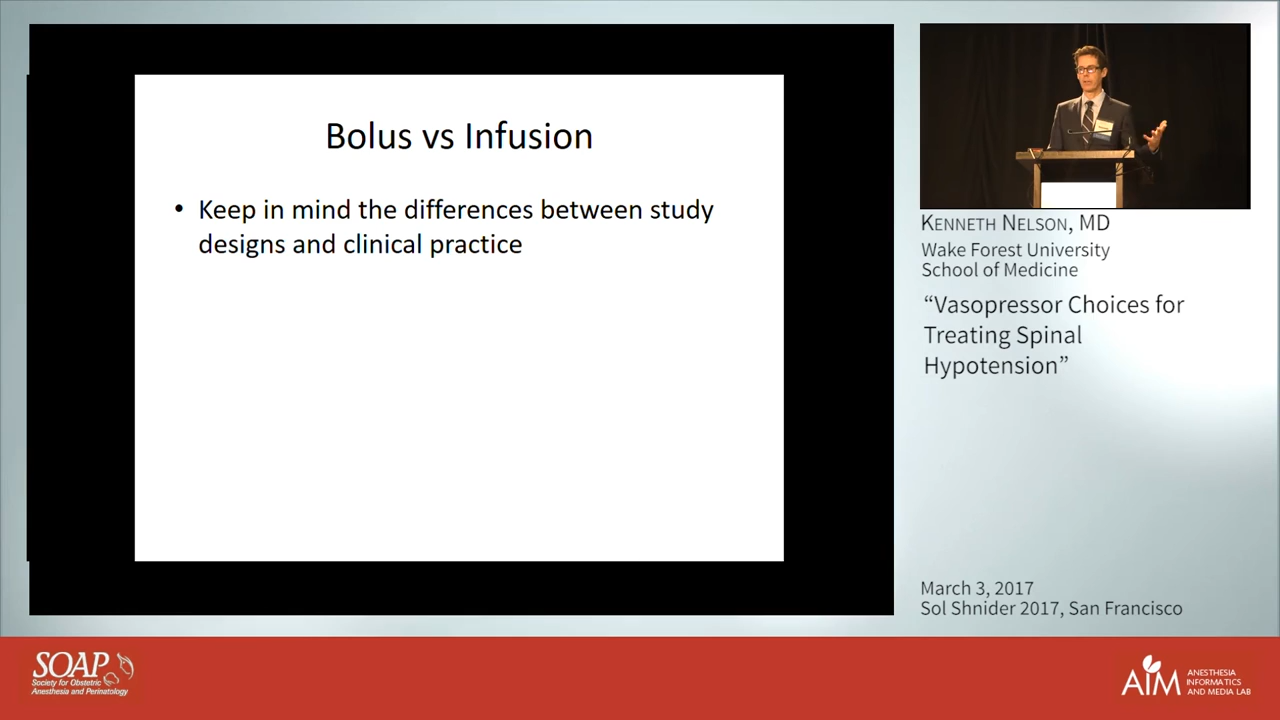 Bolus vs Infusion
• Keep in mind the differences between study
designs and clinical practice
KENNETH NELSON, MD
Wake Forest University
School of Medicine
“Vasopressor Choices for
Treating Spinal
Hypotension”
March 3, 2017
Sol Shnider 2017, San Francisco
SOAP
Society for Obstetric
Anesthesia and Perinatology
AIM
ANESTHESIA
INFORMATICS
AND MEDIA LAB